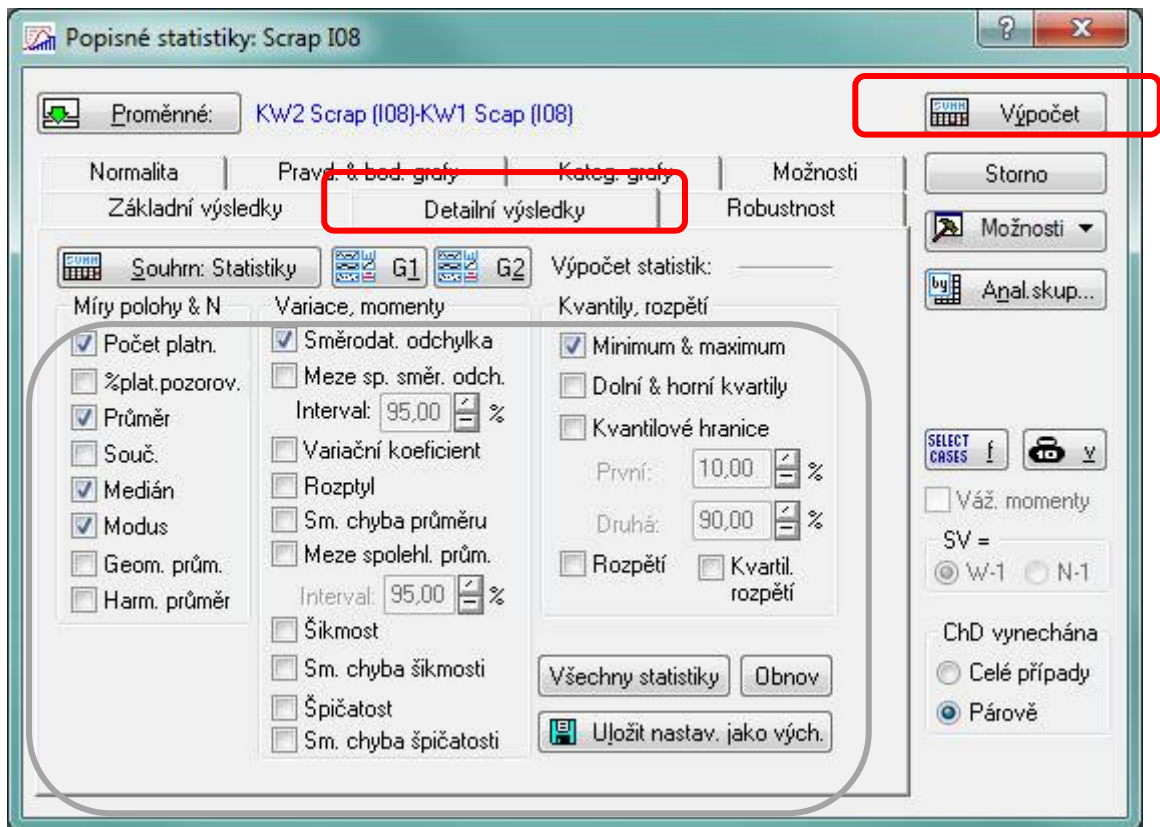 Popisné statistiky: Scrap I08
Proměnné: KW2 Scrap (I08)-KW1 Scap (I08)
Výpočet
Normalita Pravd. & bod. grafy Kateg. grafy Možnosti
Základní výsledky Detailní výsledky Robustnost
Storno
Možnosti
Anal.skup...
Souhrn: Statistiky G1 G2 Výpočet statistik:
Míry polohy & N
Počet platn.
%plat.pozorov.
Průměr
Souč.
Medián
Modus
Geom. prům.
Harm. průměr
Variace, momenty
Směrodat. odchylka
Meze sp. směr. odch.
Interval: 95,00 %
Variační koeficient
Rozptyl
Sm. chyba průměru
Meze spolehl. prům.
Interval: 95,00 %
Šikmost
Sm. chyba šikmosti
Špičatost
Sm. chyba špičatosti
Kvantily, rozpětí
Minimum & maximum
Dolní & horní kvartily
Kvantilové hranice
První: 10,00 %
Druhá: 90,00 %
Rozpětí Kvartil.
rozpětí
Všechny statistiky Obnov
Uložit nastav. jako vých.
SELECT
CASES f v
Váž. momenty
SV =
W-1 N-1
ChD vynechána
Celé případy
Párově